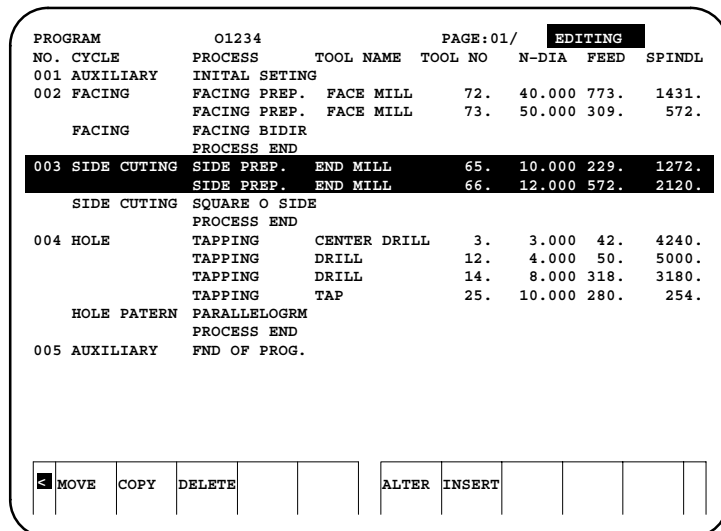 PROGRAM O1234 PAGE:01/ EDITING
NO. CYCLE PROCESS TOOL NAME TOOL NO N-DIA FEED SPINDL
001 AUXILIARY INITAL SETING
002 FACING FACING PREP. FACE MILL 72. 40.000 773. 1431.
FACING PREP. FACE MILL 73. 50.000 309. 572.
FACING FACING BIDIR
PROCESS END
003 SIDE CUTING SIDE PREP. END MILL 65. 10.000 229. 1272.
SIDE PREP. END MILL 66. 12.000 572. 2120.
SIDE CUTING SQUARE O SIDE
PROCESS END
004 HOLE TAPPING CENTER DRILL 3. 3.000 42. 4240.
TAPPING DRILL 12. 4.000 50. 5000.
TAPPING DRILL 14. 8.000 318. 3180.
TAPPING TAP 25. 10.000 280. 254.
HOLE PATERN PARALLELOGRM
PROCESS END
005 AUXILIARY FND OF PROG.
< MOVE COPY DELETE ALTER INSERT